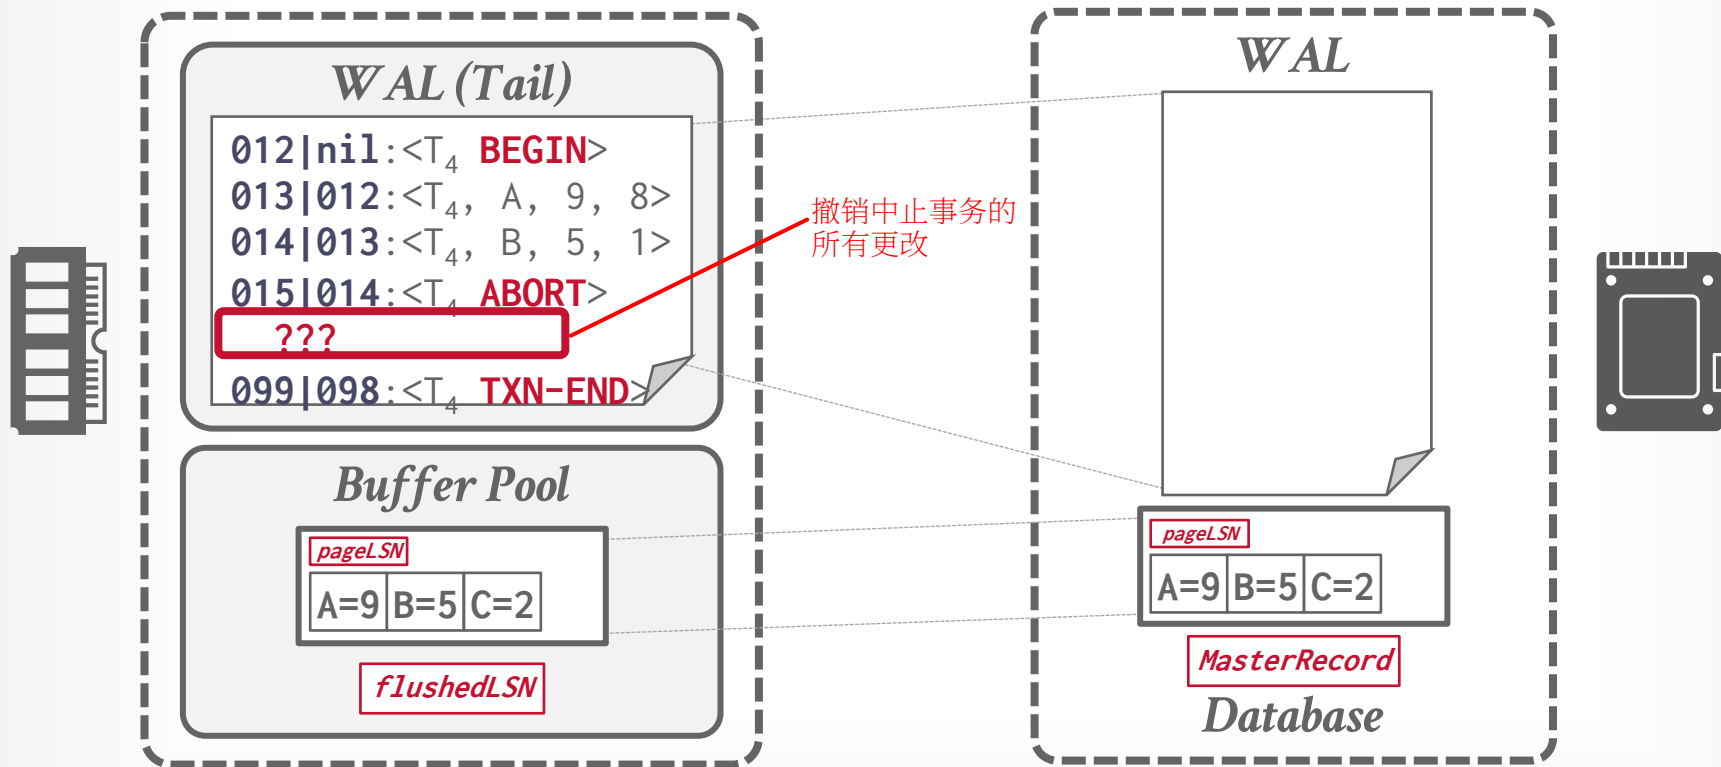 WAL (Tail)
012|nil:<T4 BEGIN>
013|012:<T4, A, 9, 8>
014|013:<T4, B, 5, 1>
015|014:<T4 ABORT>
???
099|098:<T4 TXN-END>
撤销中止事务的
所有更改
Buffer Pool
pageLSN
A=9 B=5 C=2
flushedLSN
WAL
pageLSN
A=9 B=5 C=2
MasterRecord
Database